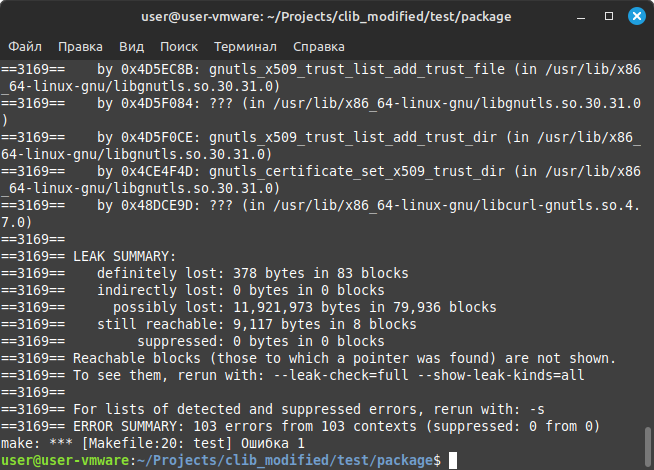 user@user-vmware: ~/Projects/clib_modified/test/package
Файл Правка Вид Поиск Терминал Справка
==3169==    by 0x4D5EC8B: gnutls_x509_trust_list_add_trust_file (in /usr/lib/x86
_64-linux-gnu/libgnutls.so.30.31.0)
==3169==    by 0x4D5F084: ??? (in /usr/lib/x86_64-linux-gnu/libgnutls.so.30.31.0
)
==3169==    by 0x4D5F0CE: gnutls_x509_trust_list_add_trust_dir (in /usr/lib/x86_
64-linux-gnu/libgnutls.so.30.31.0)
==3169==    by 0x4CE4F4D: gnutls_certificate_set_x509_trust_dir (in /usr/lib/x86
_64-linux-gnu/libgnutls.so.30.31.0)
==3169==    by 0x48DCE9D: ??? (in /usr/lib/x86_64-linux-gnu/libcurl-gnutls.so.4.
7.0)
==3169==
==3169== LEAK SUMMARY:
==3169==    definitely lost: 378 bytes in 83 blocks
==3169==    indirectly lost: 0 bytes in 0 blocks
==3169==      possibly lost: 11,921,973 bytes in 79,936 blocks
==3169==    still reachable: 9,117 bytes in 8 blocks
==3169==         suppressed: 0 bytes in 0 blocks
==3169== Reachable blocks (those to which a pointer was found) are not shown.
==3169== To see them, rerun with: --leak-check=full --show-leak-kinds=all
==3169==
==3169== For lists of detected and suppressed errors, rerun with: -s
==3169== ERROR SUMMARY: 103 errors from 103 contexts (suppressed: 0 from 0)
make: *** [Makefile:20: test] Ошибка 1
user@user-vmware:~/Projects/clib_modified/test/package$